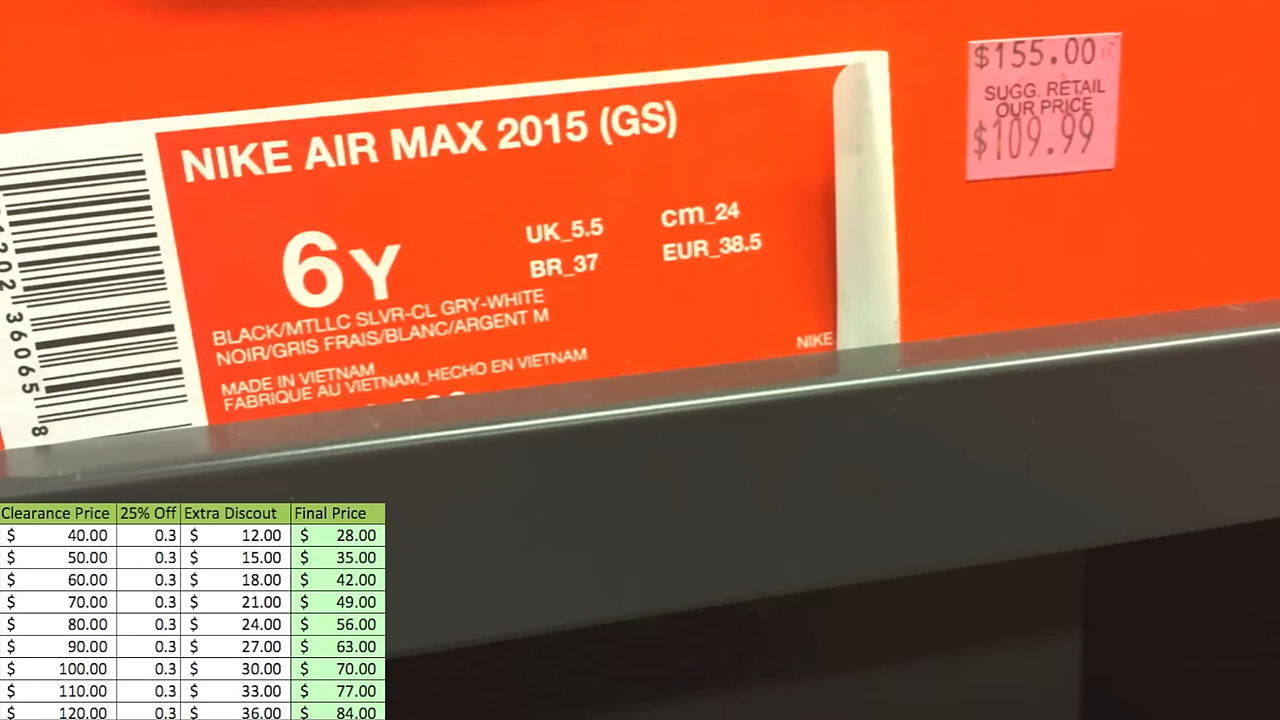 $155.00
SUGG. RETAIL
OUR PRICE
$109.99
NIKE AIR MAX 2015 (GS)
6Y
UK_5.5 cm_24
BR_37 EUR_38.5
BLACK/MTLLC SLVR-CL GRY-WHITE
NOIR/GRIS FRAIS/BLANC/ARGENT M
NIKE
MADE IN VIETNAM
FABRIQUE AU VIETNAM_HECHO EN VIETNAM
36065 8
Clearance Price 25% Off Extra Discout Final Price
$ 40.00 0.3 $ 12.00 $ 28.00
$ 50.00 0.3 $ 15.00 $ 35.00
$ 60.00 0.3 $ 18.00 $ 42.00
$ 70.00 0.3 $ 21.00 $ 49.00
$ 80.00 0.3 $ 24.00 $ 56.00
$ 90.00 0.3 $ 27.00 $ 63.00
$ 100.00 0.3 $ 30.00 $ 70.00
$ 110.00 0.3 $ 33.00 $ 77.00
$ 120.00 0.3 $ 36.00 $ 84.00